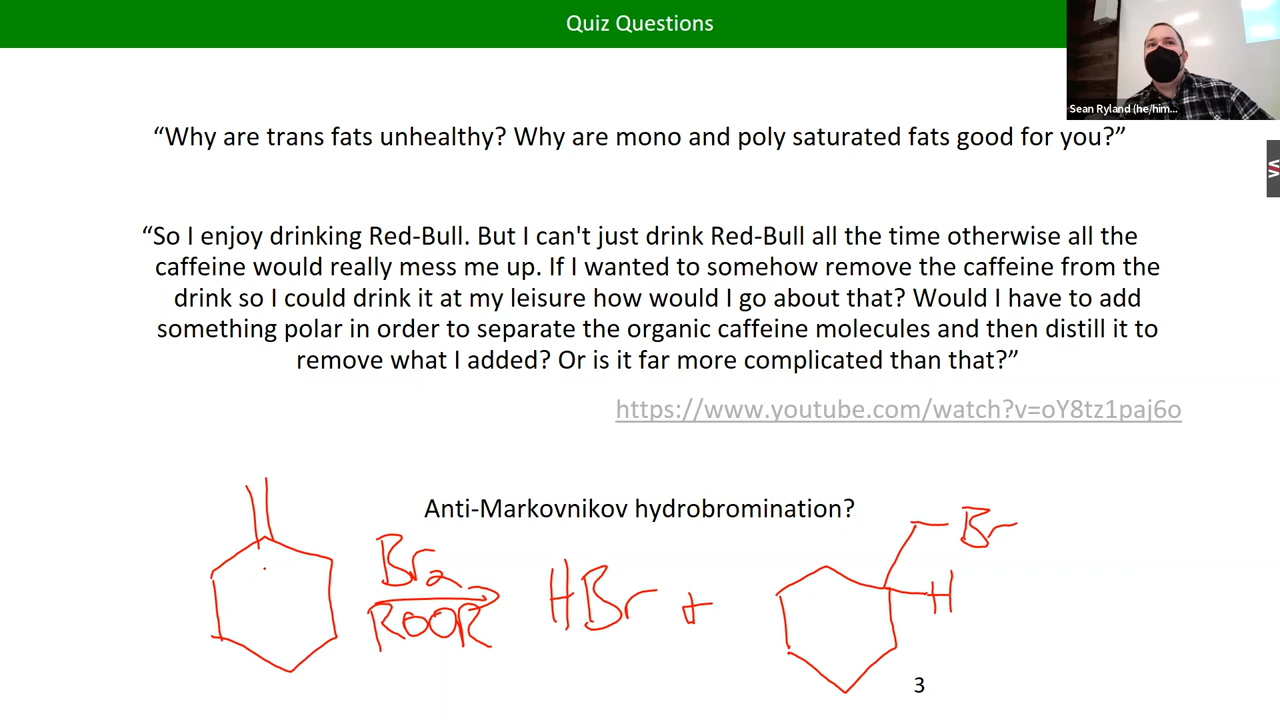 Quiz Questions
Sean Ryland (he/him...
“Why are trans fats unhealthy? Why are mono and poly saturated fats good for you?”
“So I enjoy drinking Red-Bull. But I can't just drink Red-Bull all the time otherwise all the
caffeine would really mess me up. If I wanted to somehow remove the caffeine from the
drink so I could drink it at my leisure how would I go about that? Would I have to add
something polar in order to separate the organic caffeine molecules and then distill it to
remove what I added? Or is it far more complicated than that?”
https://www.youtube.com/watch?v=oY8tz1paj6o
Anti-Markovnikov hydrobromination?
Br2
ROOR
HBr +
Br
H
3